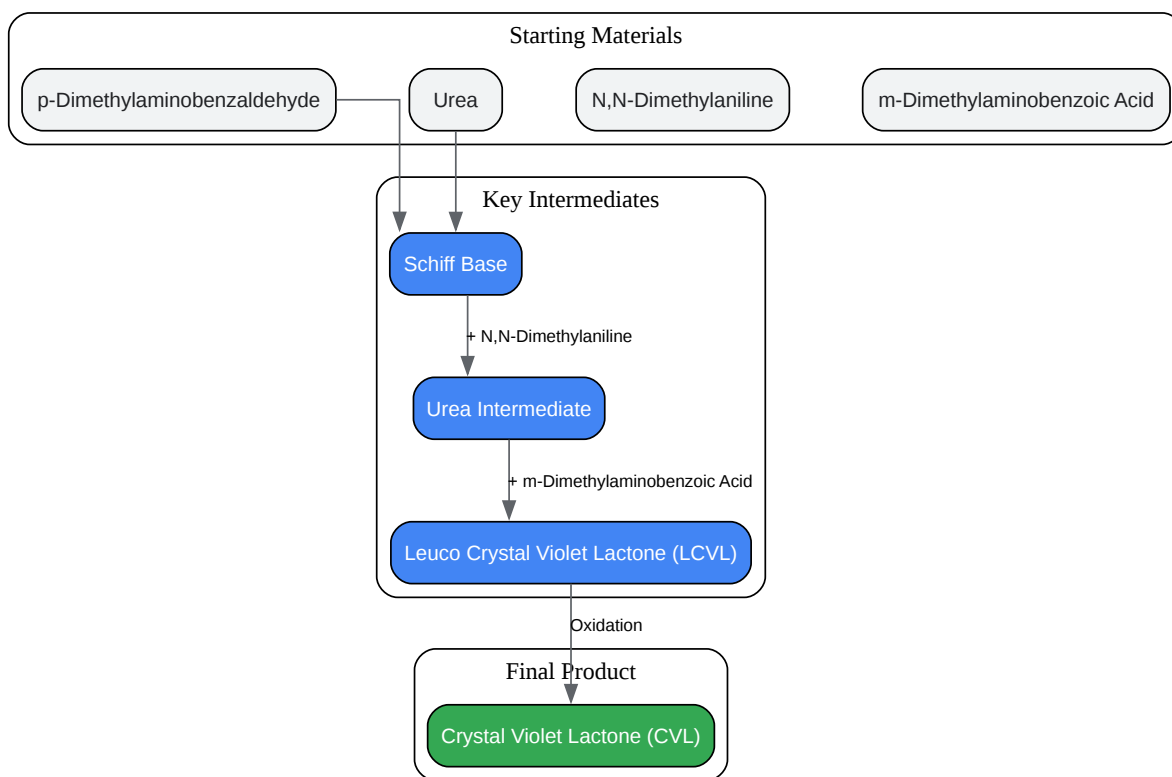 Starting Materials
p-Dimethylaminobenzaldehyde
Urea
N,N-Dimethylaniline
m-Dimethylaminobenzoic Acid
Key Intermediates
Schiff Base
+ N,N-Dimethylaniline
Urea Intermediate
+ m-Dimethylaminobenzoic Acid
Leuco Crystal Violet Lactone (LCVL)
Oxidation
Final Product
Crystal Violet Lactone (CVL)